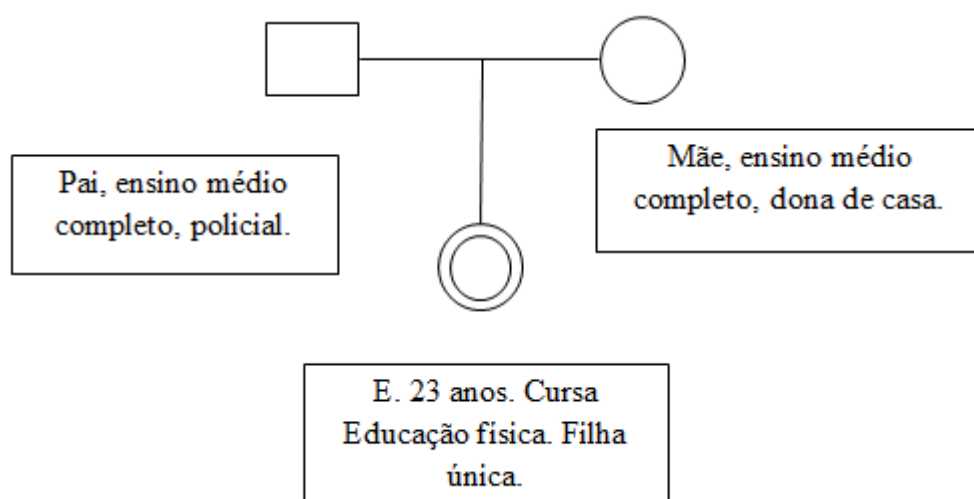 Pai, ensino médio
completo, policial.
Mãe, ensino médio
completo, dona de casa.
E. 23 anos. Cursa
Educação física. Filha
única.